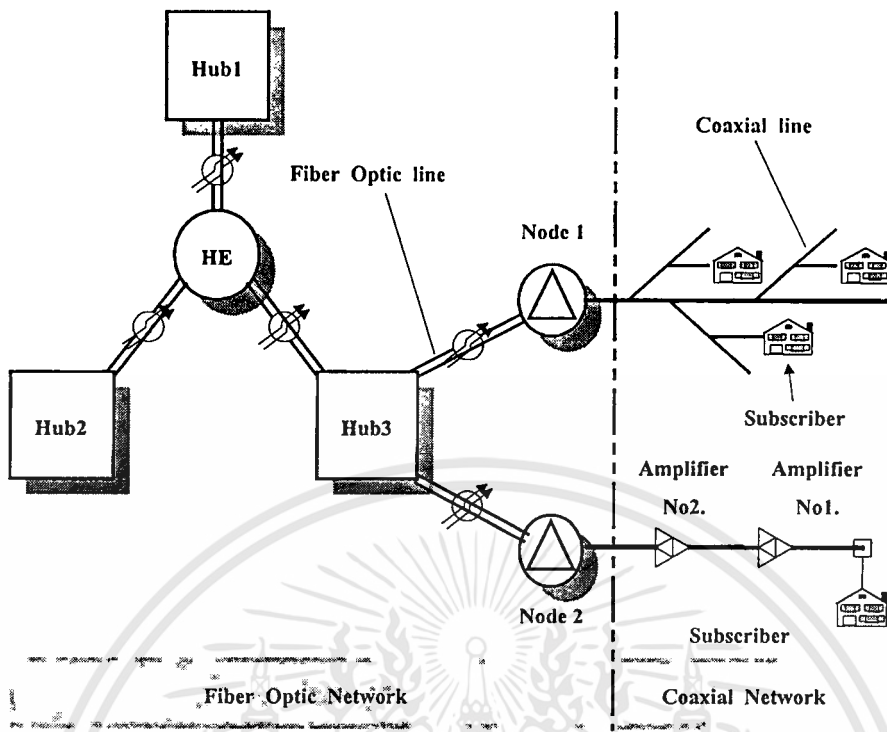 Hub1
Coaxial line
Fiber Optic line
Node 1
HE
Hub2
Hub3
Subscriber
Amplifier
No2.
Amplifier
No1.
Node 2
Subscriber
Fiber Optic Network
Coaxial Network